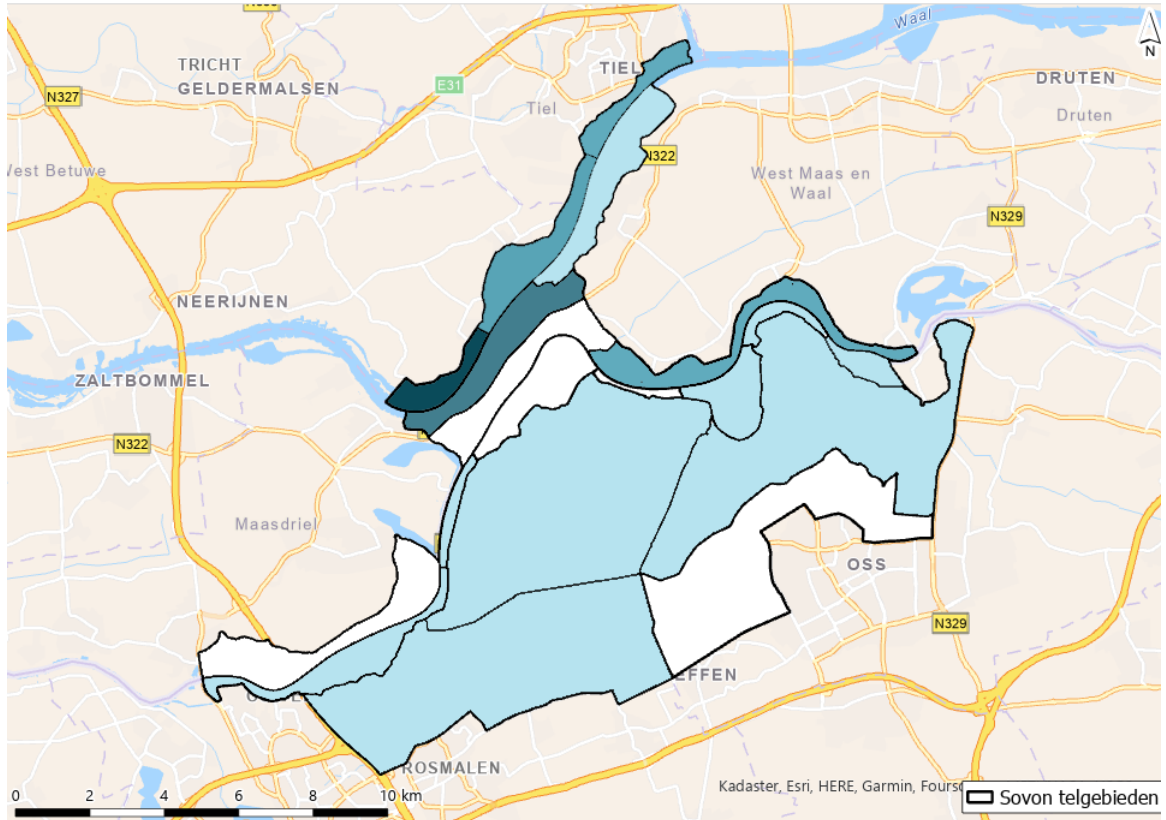 Waal
N
TRICHT
GELDERMALSEN
TIEL
E31
DRUTEN
N327
Tiel
Druten
West Betuwe
N322
West Maas en
Waal
N329
NEERIJNEN
ZALTBOMMEL
N322
Maasdriel
OSS
N329
EFFEN
ROSMALEN
0 2 4 6 8 10 km
Kadaster, Esri, HERE, Garmin, Foursq
Sovon telgebieden